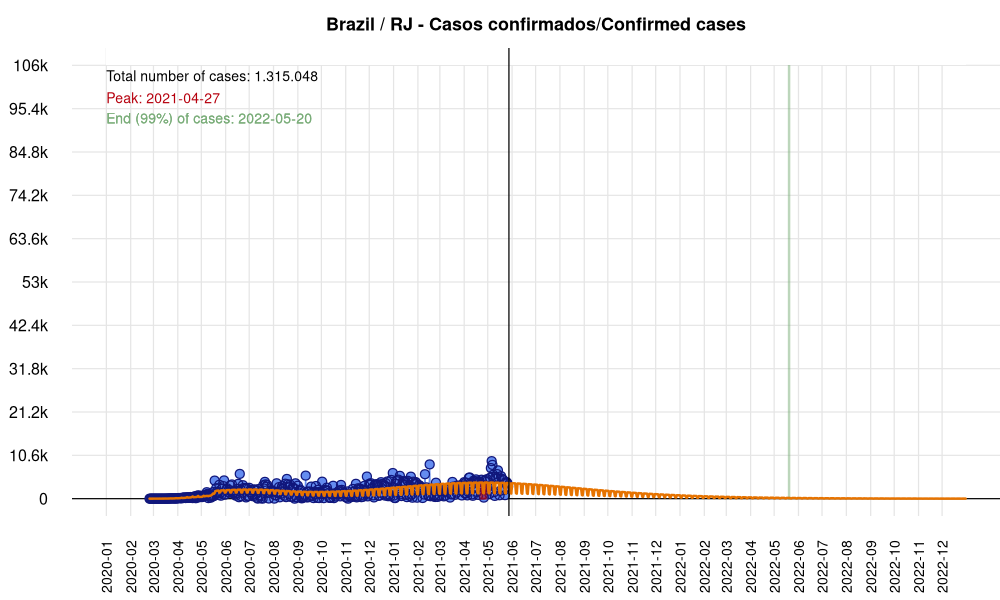 Brazil / RJ - Casos confirmados/Confirmed cases
Total number of cases: 1.315.048
Peak: 2021-04-27
End (99%) of cases: 2022-05-20
106k
95.4k
84.8k
74.2k
63.6k
53k
42.4k
31.8k
21.2k
10.6k
0
2020-01
2020-02
2020-03
2020-04
2020-05
2020-06
2020-07
2020-08
2020-09
2020-10
2020-11
2020-12
2021-01
2021-02
2021-03
2021-04
2021-05
2021-06
2021-07
2021-08
2021-09
2021-10
2021-11
2021-12
2022-01
2022-02
2022-03
2022-04
2022-05
2022-06
2022-07
2022-08
2022-09
2022-10
2022-11
2022-12